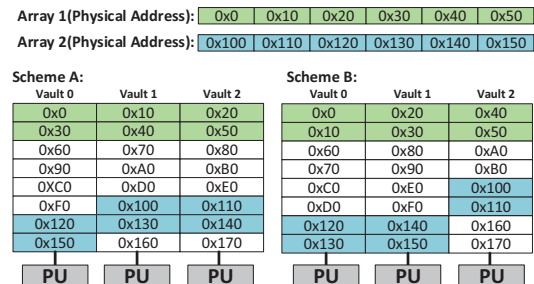 Array 1(Physical Address): 0x0 0x10 0x20 0x30 0x40 0x50
Array 2(Physical Address): 0x100 0x110 0x120 0x130 0x140 0x150
Scheme A:
Vault 0 Vault 1 Vault 2
0x0 0x10 0x20
0x30 0x40 0x50
0x60 0x70 0x80
0x90 0xA0 0xB0
0XC0 0xD0 0xE0
0xF0 0x100 0x110
0x120 0x130 0x140
0x150 0x160 0x170
PU PU PU
Scheme B:
Vault 0 Vault 1 Vault 2
0x0 0x20 0x40
0x10 0x30 0x50
0x60 0x80 0xA0
0x70 0x90 0xB0
0xC0 0xE0 0x100
0xD0 0xF0 0x110
0x120 0x140 0x160
0x130 0x150 0x170
PU PU PU